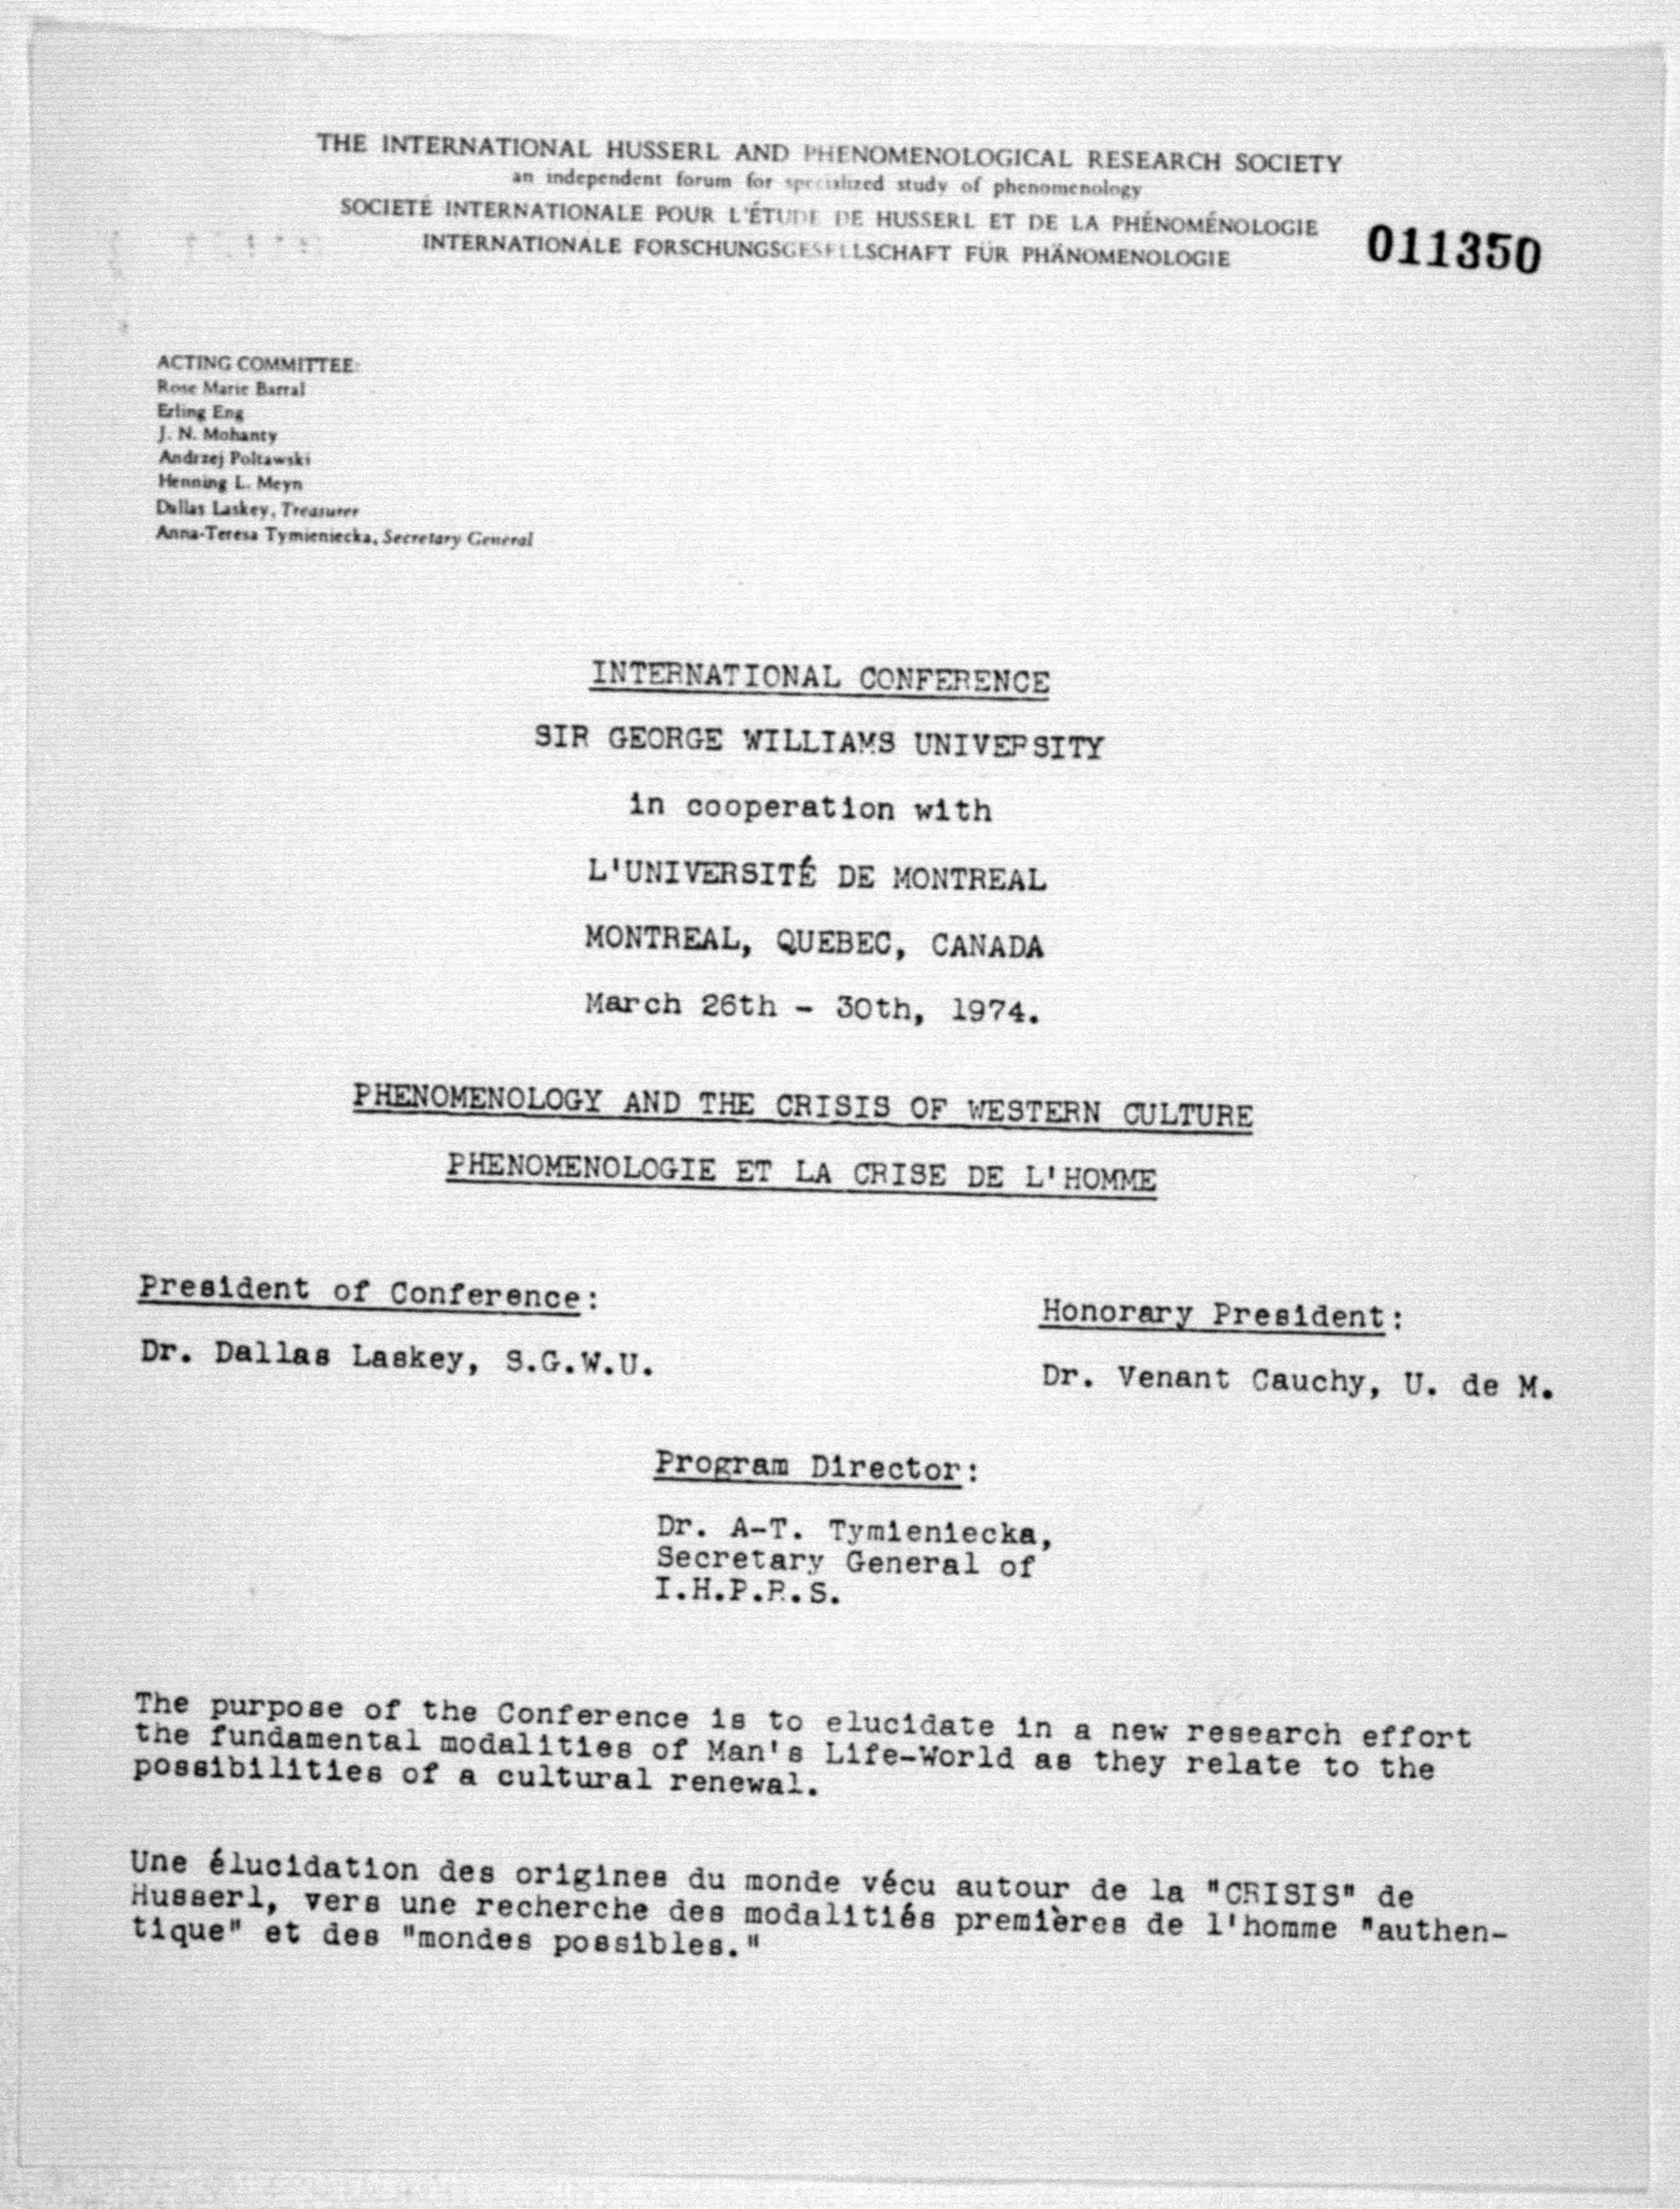 THE INTERNATIONAL HUSSERL AND PHENOMENOLOGICAL RESEARCH SOCIETY
an independent forum for specialized study of phenomenology
SOCIETÉ INTERNATIONALE POUR L'ÉTUDE DE HUSSERL ET DE LA PHÉNOMÉNOLOGIE
INTERNATIONALE FORSCHUNGSGESELLSCHAFT FÜR PHÄNOMENOLOGIE
011350
ACTING COMMITTEE:
Rose Marie Barral
Erling Eng
J. N. Mohanty
Andrzej Poltawski
Henning L. Meyn
Dallas Laskey, Treasurer
Anna-Teresa Tymieniecka, Secretary General
INTERNATIONAL CONFERENCE
SIR GEORGE WILLIAMS UNIVERSITY
in cooperation with
L'UNIVERSITÉ DE MONTREAL
MONTREAL, QUEBEC, CANADA
March 26th - 30th, 1974.
PHENOMENOLOGY AND THE CRISIS OF WESTERN CULTURE
PHENOMENOLOGIE ET LA CRISE DE L'HOMME
President of Conference:
Dr. Dallas Laskey, S.G.W.U.
Honorary President:
Dr. Venant Cauchy, U. de M.
Program Director:
Dr. A-T. Tymieniecka,
Secretary General of
I.H.P.R.S.
The purpose of the Conference is to elucidate in a new research effort
the fundamental modalities of Man's Life-World as they relate to the
possibilities of a cultural renewal.
Une élucidation des origines du monde vécu autour de la "CRISIS" de
Husserl, vers une recherche des modalitiés premières de l'homme "authen-
tique" et des "mondes possibles."